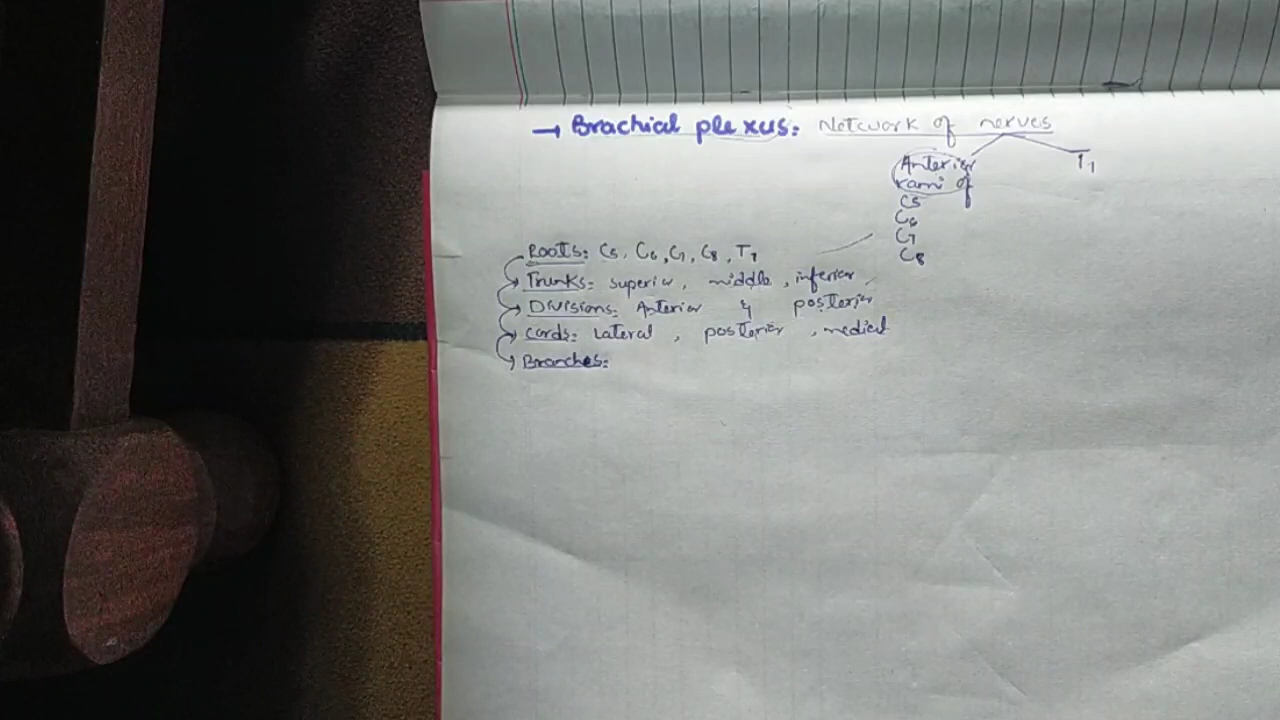 → Brachial plexus: Network of nerves
Anterior
rami of
T1
C5
C6
C7
C8
Roots: C5, C6, C7, C8, T1
Trunks: superior, middle, inferior
Divisions: Anterior & posterior
Cords: Lateral, posterior, medial
Branches: